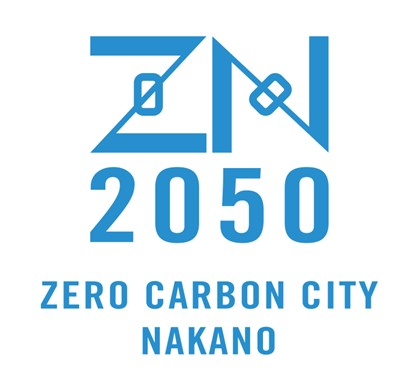 ZN
2050
ZERO CARBON CITY
NAKANO